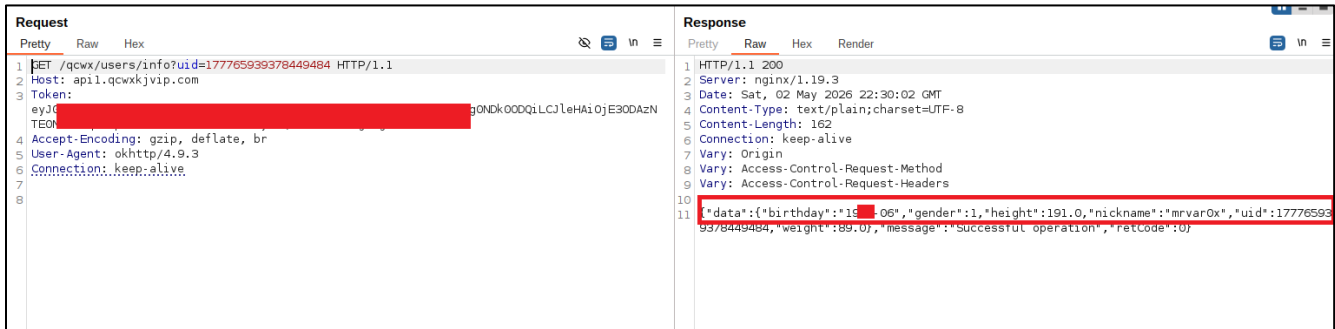 Request
Pretty Raw Hex
\n
1 GET /qcwx/users/info?uid=177765939378449484 HTTP/1.1
2 Host: api1.qcwxkjvip.com
3 Token:
eyJ gONDk0ODQiLCJleHAiOjE3ODAzN
TEON
4 Accept-Encoding: gzip, deflate, br
5 User-Agent: okhttp/4.9.3
6 Connection: keep-alive
7
8
Response
Pretty Raw Hex Render
\n
1 HTTP/1.1 200
2 Server: nginx/1.19.3
3 Date: Sat, 02 May 2026 22:30:02 GMT
4 Content-Type: text/plain;charset=UTF-8
5 Content-Length: 162
6 Connection: keep-alive
7 Vary: Origin
8 Vary: Access-Control-Request-Method
9 Vary: Access-Control-Request-Headers
10
11 {"data":{"birthday":"19 -06","gender":1,"height":191.0,"nickname":"mrvar0x","uid":17776593
9378449484,"weight":89.0},"message":"Successful operation","retCode":0}